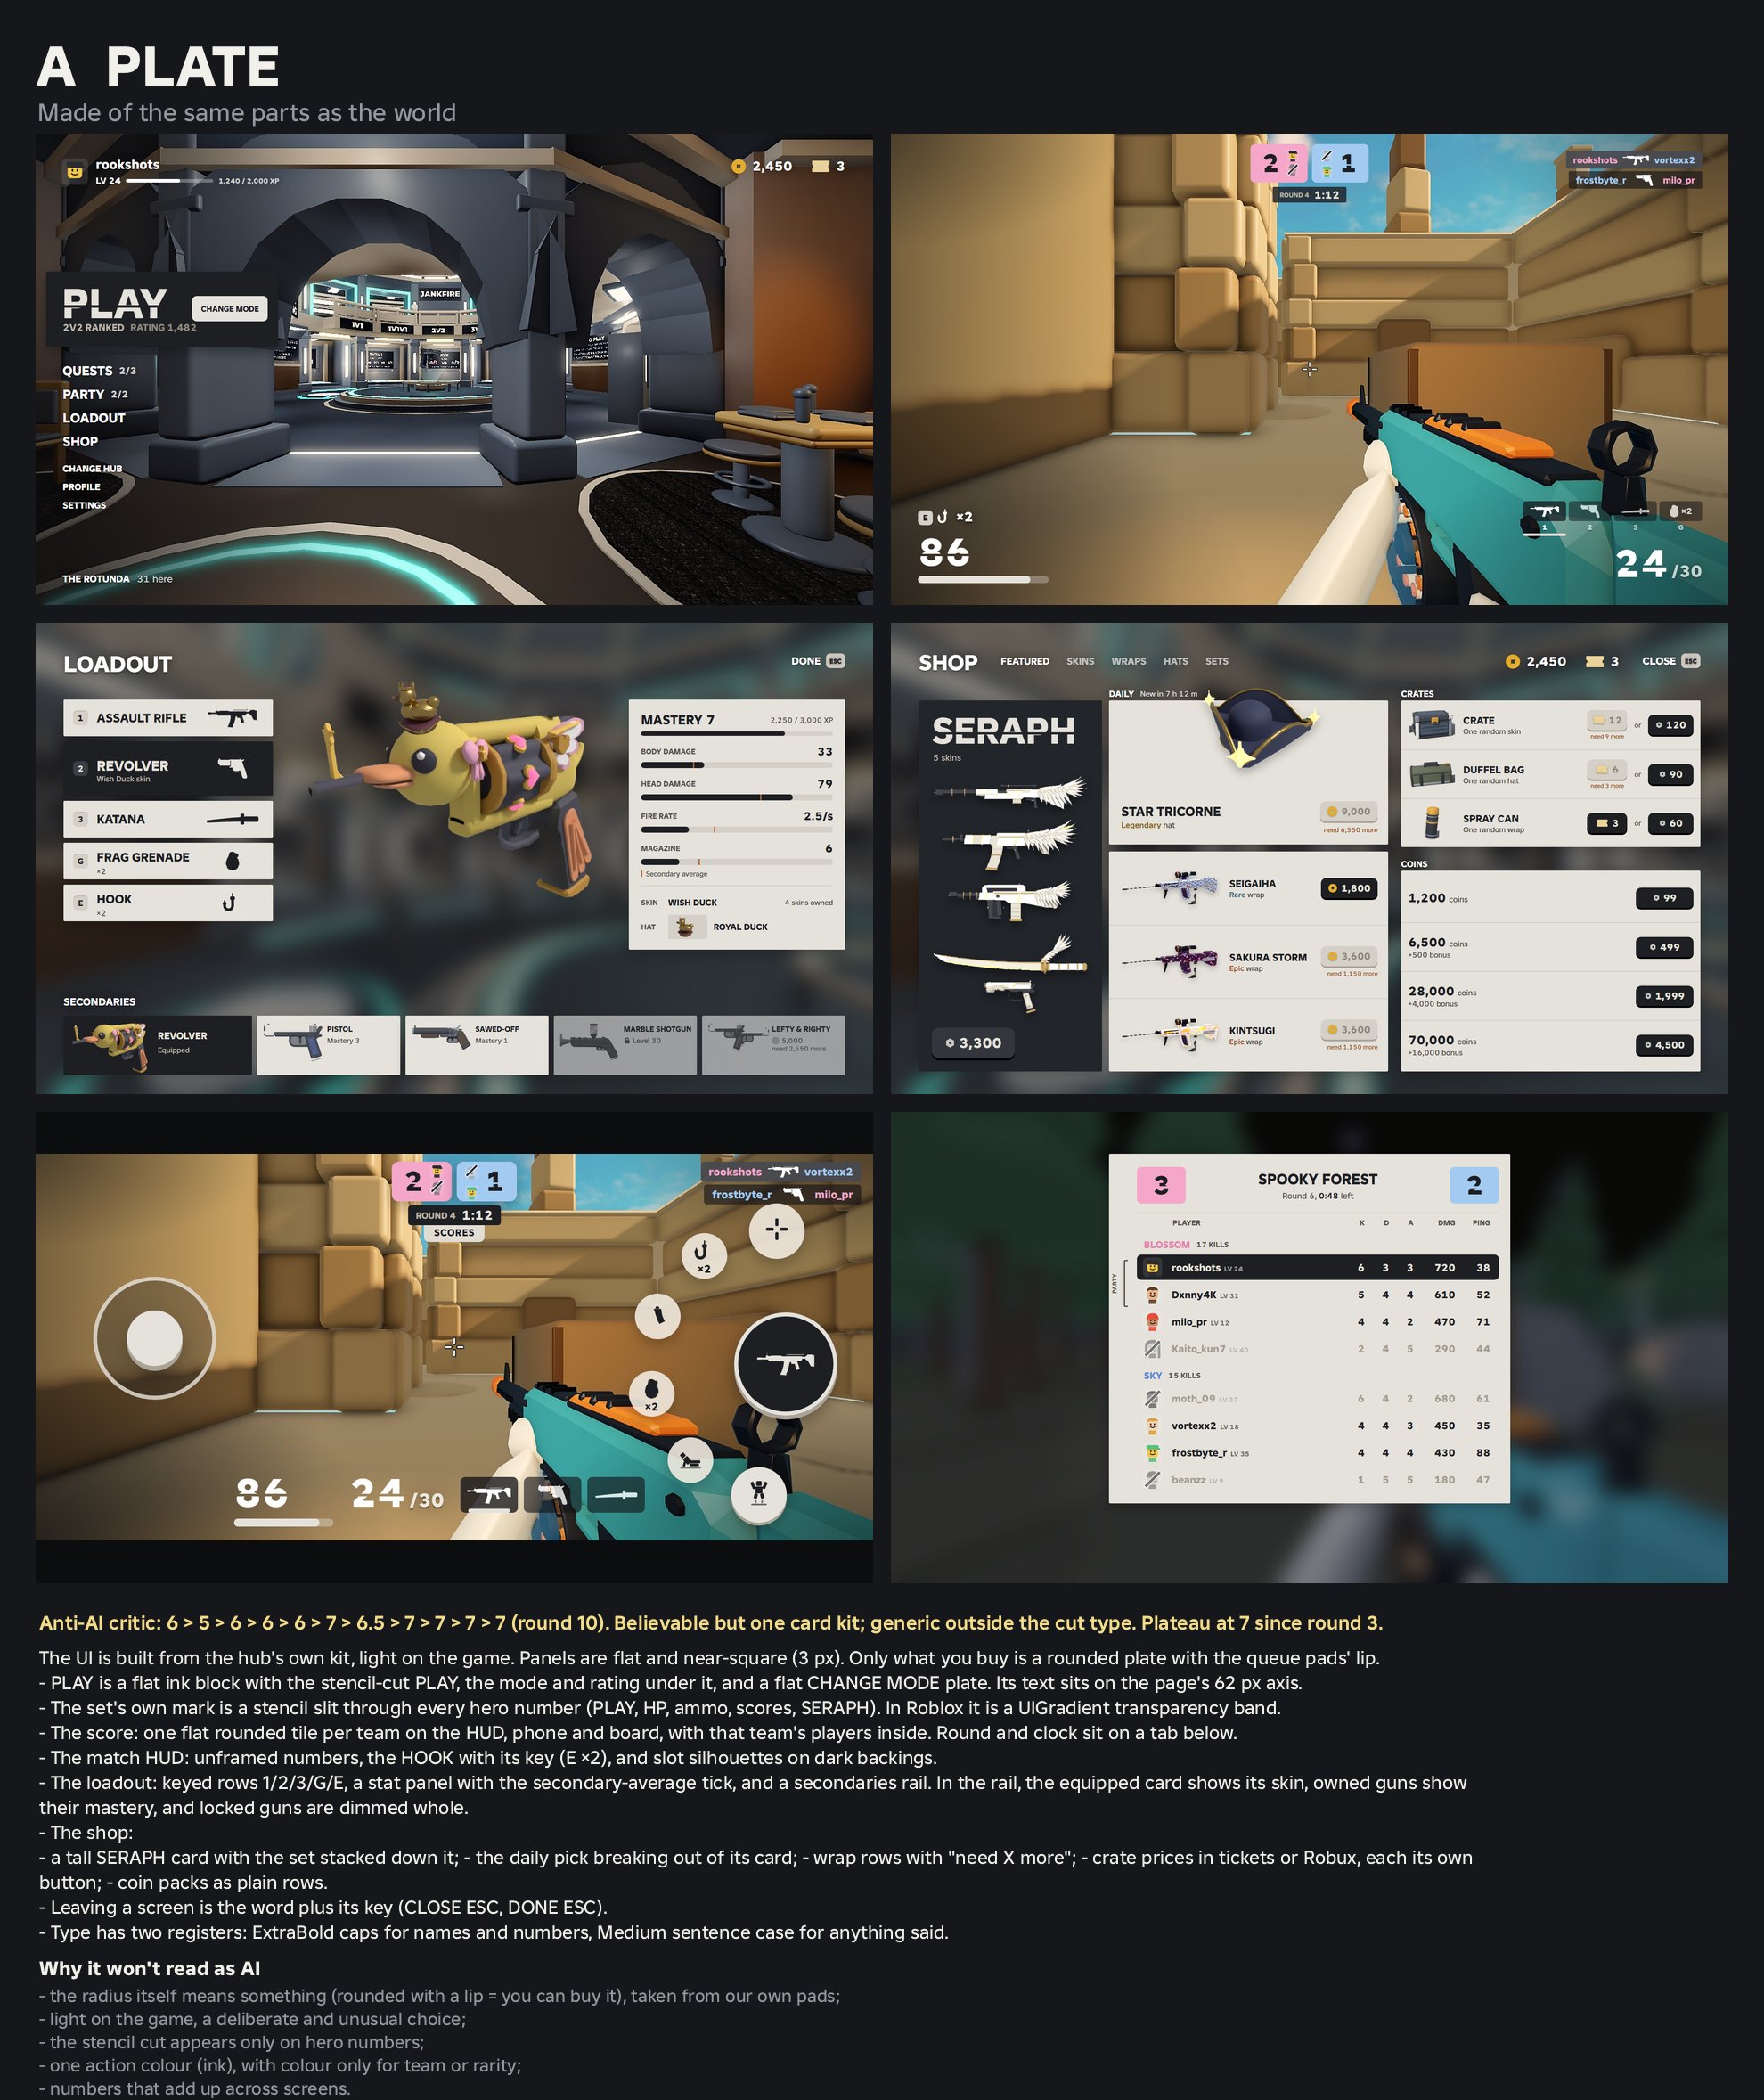 A PLATE
Made of the same parts as the world
rookshots
LV 24 1,240 / 2,000 XP
2,450 3
JANKFIRE
1V1 1V1V1 2V2
PLAY
CHANGE MODE
2V2 RANKED RATING 1,482
QUESTS 2/3
PARTY 2/2
LOADOUT
SHOP
CHANGE HUB
PROFILE
SETTINGS
THE ROTUNDA 31 here
2 1
ROUND 4 1:12
rookshots vortexx2
frostbyte_r milo_pr
E ×2
86
×2
1 2 3 G
24 /30
LOADOUT
DONE ESC
1 ASSAULT RIFLE
2 REVOLVER
Wish Duck skin
3 KATANA
G FRAG GRENADE
×2
E HOOK
×2
MASTERY 7 2,250 / 3,000 XP
BODY DAMAGE 33
HEAD DAMAGE 79
FIRE RATE 2.5/s
MAGAZINE 6
Secondary average
SKIN WISH DUCK 4 skins owned
HAT ROYAL DUCK
SECONDARIES
REVOLVER
Equipped
PISTOL
Mastery 3
SAWED-OFF
Mastery 1
MARBLE SHOTGUN
Level 30
LEFTY & RIGHTY
5,000
need 2,550 more
SHOP FEATURED SKINS WRAPS HATS SETS
2,450 3 CLOSE ESC
SERAPH
5 skins
3,300
DAILY New in 7 h 12 m
STAR TRICORNE
Legendary hat
9,000
need 6,550 more
SEIGAIHA
Rare wrap
1,800
SAKURA STORM
Epic wrap
3,600
need 1,150 more
KINTSUGI
Epic wrap
3,600
need 1,150 more
CRATES
CRATE
One random skin
12 or 120
need 9 more
DUFFEL BAG
One random hat
6 or 90
need 3 more
SPRAY CAN
One random wrap
3 or 60
COINS
1,200 coins 99
6,500 coins 499
+500 bonus
28,000 coins 1,999
+4,000 bonus
70,000 coins 4,500
+16,000 bonus
2 1
ROUND 4 1:12
SCORES
rookshots vortexx2
frostbyte_r milo_pr
×2
×2
86 24 /30
3 SPOOKY FOREST 2
Round 6, 0:48 left
PLAYER K D A DMG PING
BLOSSOM 17 KILLS
PARTY
rookshots LV 24 6 3 3 720 38
Dxnny4K LV 31 5 4 4 610 52
milo_pr LV 12 4 4 2 470 71
Kaito_kun7 LV 40 2 4 5 290 44
SKY 15 KILLS
moth_09 LV 27 6 4 2 680 61
vortexx2 LV 18 4 4 3 450 35
frostbyte_r LV 35 4 4 4 430 88
beanzz LV 9 1 5 5 180 47
Anti-AI critic: 6 > 5 > 6 > 6 > 6 > 7 > 6.5 > 7 > 7 > 7 > 7 (round 10). Believable but one card kit; generic outside the cut type. Plateau at 7 since round 3.
The UI is built from the hub's own kit, light on the game. Panels are flat and near-square (3 px). Only what you buy is a rounded plate with the queue pads' lip.
- PLAY is a flat ink block with the stencil-cut PLAY, the mode and rating under it, and a flat CHANGE MODE plate. Its text sits on the page's 62 px axis.
- The set's own mark is a stencil slit through every hero number (PLAY, HP, ammo, scores, SERAPH). In Roblox it is a UIGradient transparency band.
- The score: one flat rounded tile per team on the HUD, phone and board, with that team's players inside. Round and clock sit on a tab below.
- The match HUD: unframed numbers, the HOOK with its key (E ×2), and slot silhouettes on dark backings.
- The loadout: keyed rows 1/2/3/G/E, a stat panel with the secondary-average tick, and a secondaries rail. In the rail, the equipped card shows its skin, owned guns show
their mastery, and locked guns are dimmed whole.
- The shop:
- a tall SERAPH card with the set stacked down it; - the daily pick breaking out of its card; - wrap rows with "need X more"; - crate prices in tickets or Robux, each its own
button; - coin packs as plain rows.
- Leaving a screen is the word plus its key (CLOSE ESC, DONE ESC).
- Type has two registers: ExtraBold caps for names and numbers, Medium sentence case for anything said.
Why it won't read as AI
- the radius itself means something (rounded with a lip = you can buy it), taken from our own pads;
- light on the game, a deliberate and unusual choice;
- the stencil cut appears only on hero numbers;
- one action colour (ink), with colour only for team or rarity;
- numbers that add up across screens.